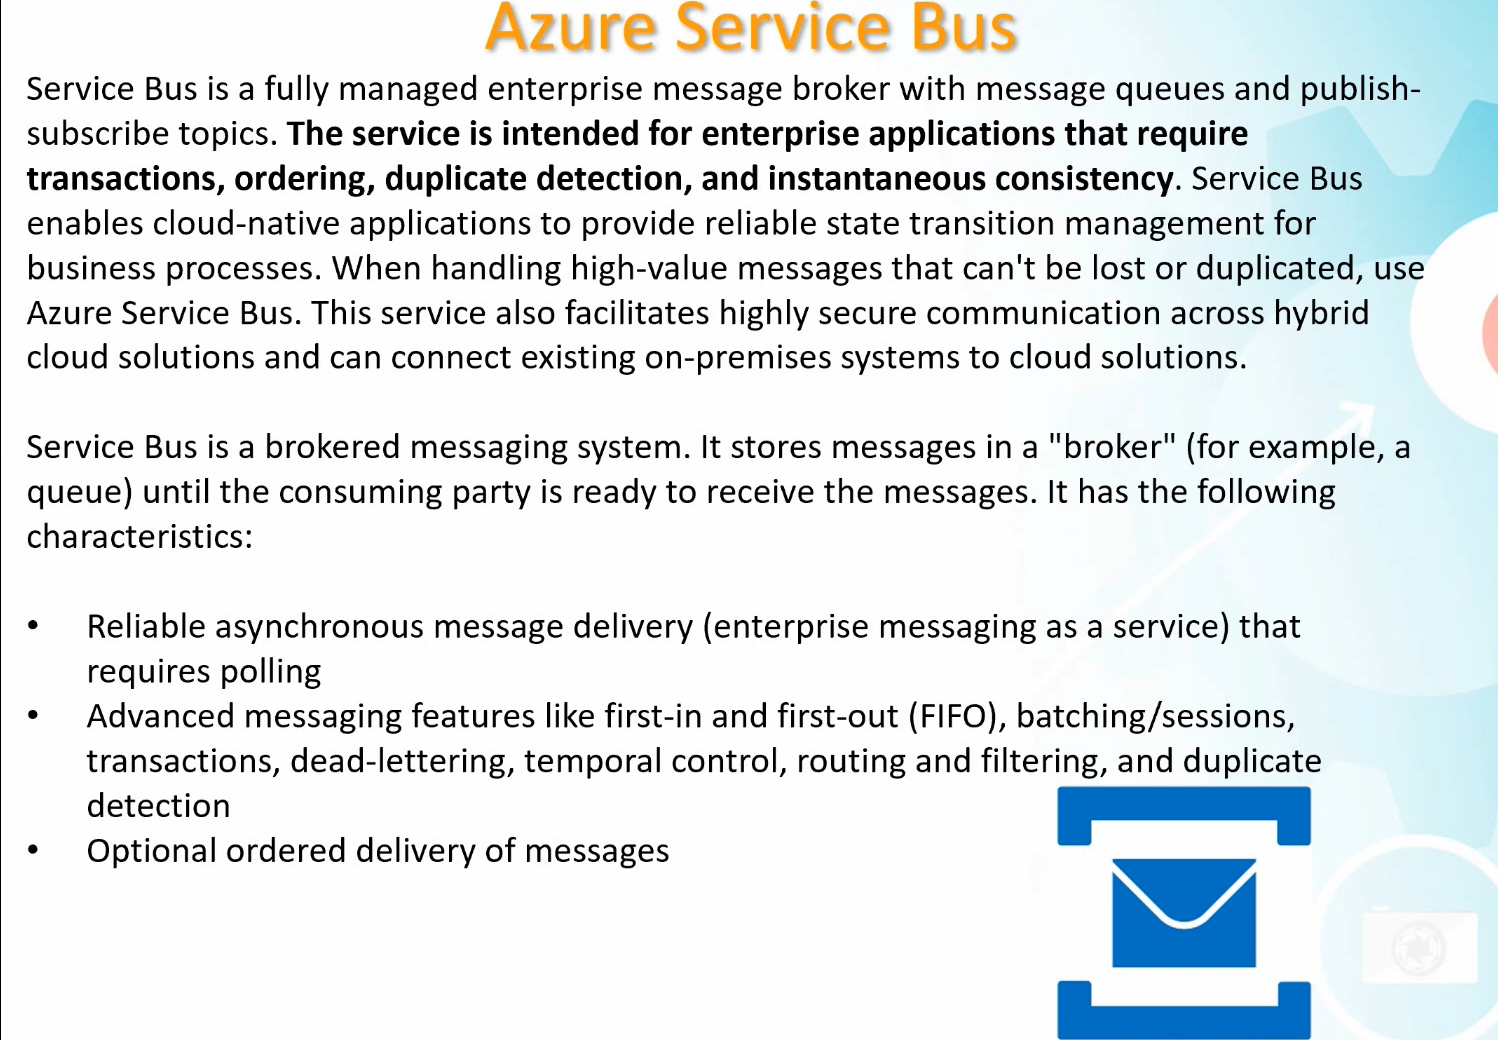 Azure Service Bus
Service Bus is a fully managed enterprise message broker with message queues and publish-
subscribe topics. The service is intended for enterprise applications that require
transactions, ordering, duplicate detection, and instantaneous consistency. Service Bus
enables cloud-native applications to provide reliable state transition management for
business processes. When handling high-value messages that can't be lost or duplicated, use
Azure Service Bus. This service also facilitates highly secure communication across hybrid
cloud solutions and can connect existing on-premises systems to cloud solutions.
Service Bus is a brokered messaging system. It stores messages in a "broker" (for example, a
queue) until the consuming party is ready to receive the messages. It has the following
characteristics:
• Reliable asynchronous message delivery (enterprise messaging as a service) that
requires polling
• Advanced messaging features like first-in and first-out (FIFO), batching/sessions,
transactions, dead-lettering, temporal control, routing and filtering, and duplicate
detection
• Optional ordered delivery of messages